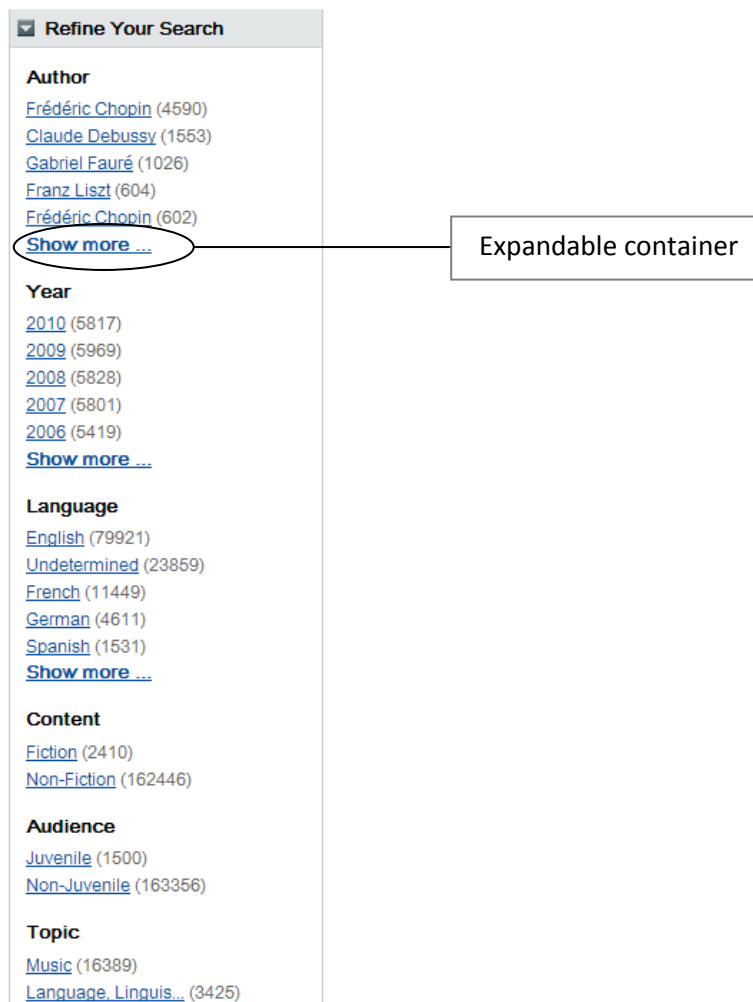 Refine Your Search
Author
Frédéric Chopin (4590)
Claude Debussy (1553)
Gabriel Fauré (1026)
Franz Liszt (604)
Frédéric Chopin (602)
Show more ...
Expandable container
Year
2010 (5817)
2009 (5969)
2008 (5828)
2007 (5801)
2006 (5419)
Show more ...
Language
English (79921)
Undetermined (23859)
French (11449)
German (4611)
Spanish (1531)
Show more ...
Content
Fiction (2410)
Non-Fiction (162446)
Audience
Juvenile (1500)
Non-Juvenile (163356)
Topic
Music (16389)
Language, Linguis... (3425)